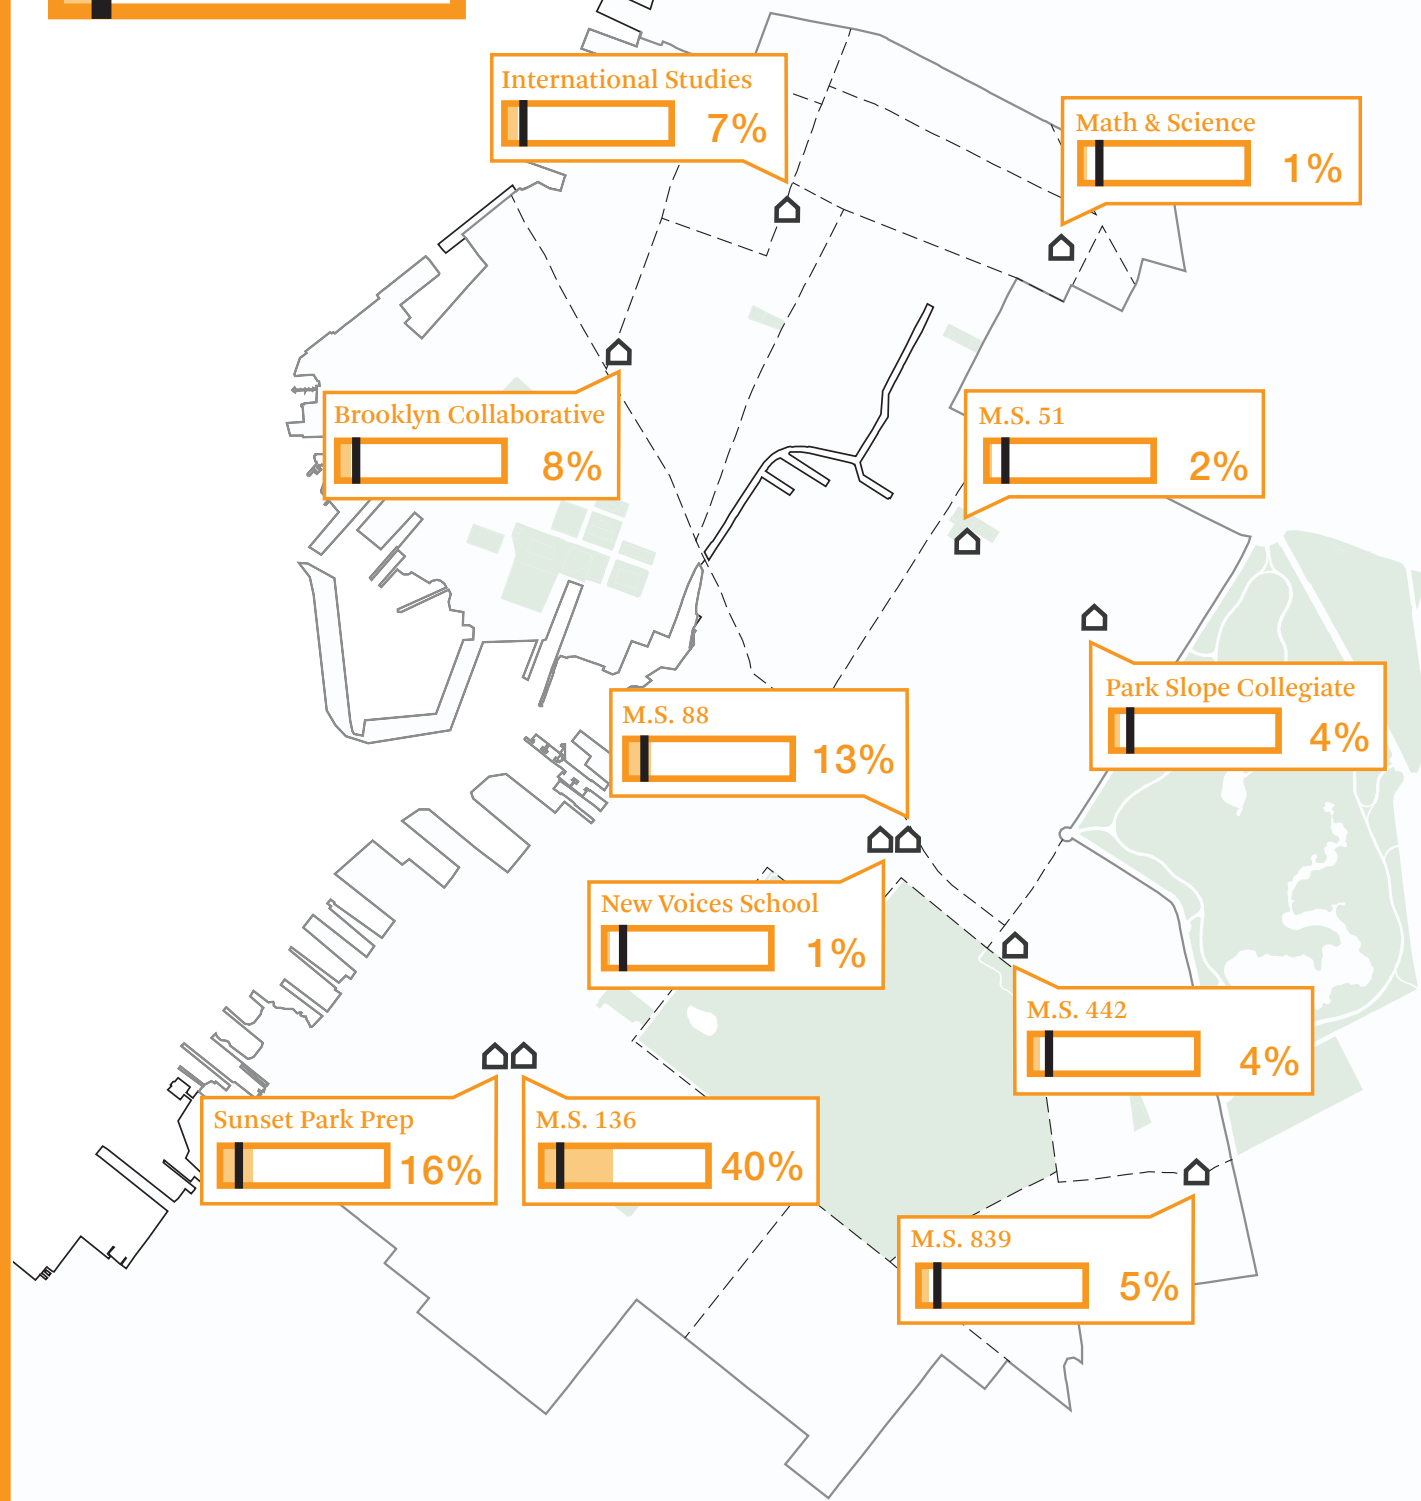 International Studies
7%
Math & Science
1%
Brooklyn Collaborative
8%
M.S. 51
2%
Park Slope Collegiate
4%
M.S. 88
13%
New Voices School
1%
M.S. 442
4%
Sunset Park Prep
16%
M.S. 136
40%
M.S. 839
5%